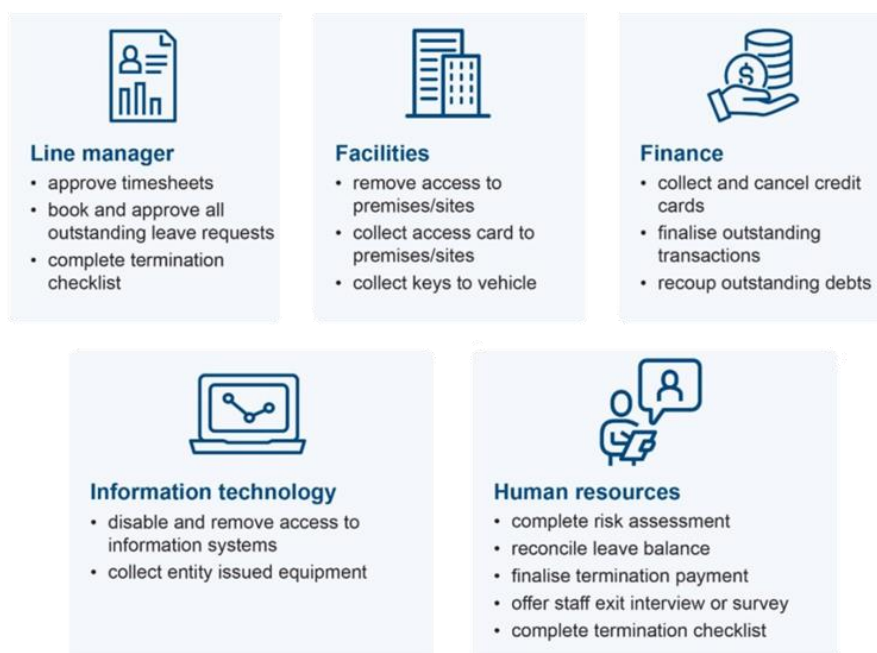 Line manager
• approve timesheets
• book and approve all
outstanding leave requests
• complete termination
checklist
Facilities
• remove access to
premises/sites
• collect access card to
premises/sites
• collect keys to vehicle
Finance
• collect and cancel credit
cards
• finalise outstanding
transactions
• recoup outstanding debts
Information technology
• disable and remove access to
information systems
• collect entity issued equipment
Human resources
• complete risk assessment
• reconcile leave balance
• finalise termination payment
• offer staff exit interview or survey
• complete termination checklist